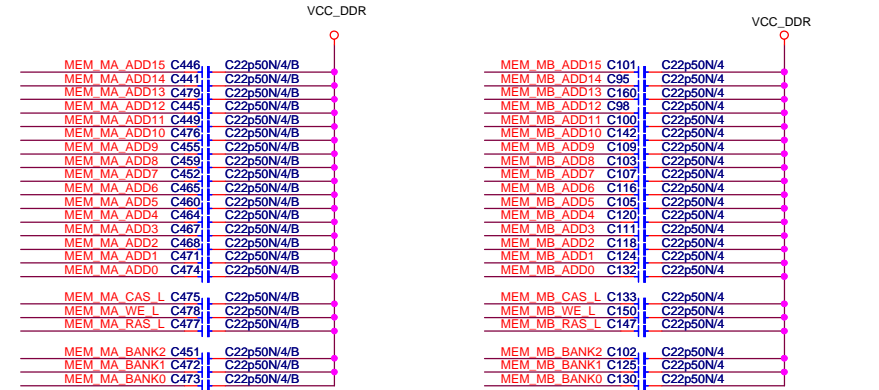 VCC_DDR
MEM_MA_ADD15 C446 C22p50N/4/B
MEM_MA_ADD14 C441 C22p50N/4/B
MEM_MA_ADD13 C479 C22p50N/4/B
MEM_MA_ADD12 C445 C22p50N/4/B
MEM_MA_ADD11 C449 C22p50N/4/B
MEM_MA_ADD10 C476 C22p50N/4/B
MEM_MA_ADD9 C455 C22p50N/4/B
MEM_MA_ADD8 C459 C22p50N/4/B
MEM_MA_ADD7 C452 C22p50N/4/B
MEM_MA_ADD6 C465 C22p50N/4/B
MEM_MA_ADD5 C460 C22p50N/4/B
MEM_MA_ADD4 C464 C22p50N/4/B
MEM_MA_ADD3 C467 C22p50N/4/B
MEM_MA_ADD2 C468 C22p50N/4/B
MEM_MA_ADD1 C471 C22p50N/4/B
MEM_MA_ADD0 C474 C22p50N/4/B
MEM_MA_CAS_L C475 C22p50N/4/B
MEM_MA_WE_L C478 C22p50N/4/B
MEM_MA_RAS_L C477 C22p50N/4/B
MEM_MA_BANK2 C451 C22p50N/4/B
MEM_MA_BANK1 C472 C22p50N/4/B
MEM_MA_BANK0 C473 C22p50N/4/B
VCC_DDR
MEM_MB_ADD15 C101 C22p50N/4
MEM_MB_ADD14 C95 C22p50N/4
MEM_MB_ADD13 C160 C22p50N/4
MEM_MB_ADD12 C98 C22p50N/4
MEM_MB_ADD11 C100 C22p50N/4
MEM_MB_ADD10 C142 C22p50N/4
MEM_MB_ADD9 C109 C22p50N/4
MEM_MB_ADD8 C103 C22p50N/4
MEM_MB_ADD7 C107 C22p50N/4
MEM_MB_ADD6 C116 C22p50N/4
MEM_MB_ADD5 C105 C22p50N/4
MEM_MB_ADD4 C120 C22p50N/4
MEM_MB_ADD3 C111 C22p50N/4
MEM_MB_ADD2 C118 C22p50N/4
MEM_MB_ADD1 C124 C22p50N/4
MEM_MB_ADD0 C132 C22p50N/4
MEM_MB_CAS_L C133 C22p50N/4
MEM_MB_WE_L C150 C22p50N/4
MEM_MB_RAS_L C147 C22p50N/4
MEM_MB_BANK2 C102 C22p50N/4
MEM_MB_BANK1 C125 C22p50N/4
MEM_MB_BANK0 C130 C22p50N/4